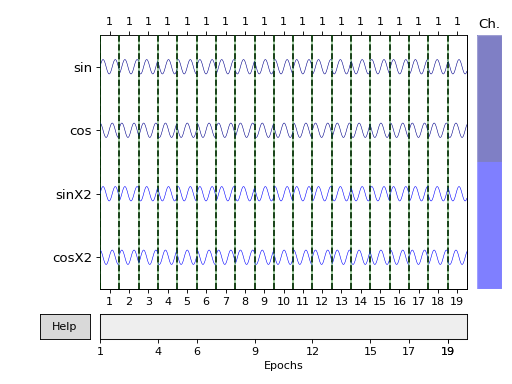 1 1 1 1 1 1 1 1 1 1 1 1 1 1 1 1 1 1 1
Ch.
sin
cos
sinX2
cosX2
1 2 3 4 5 6 7 8 9 10 11 12 13 14 15 16 17 18 19
Help
1 4 6 9 12 15 17 19
Epochs